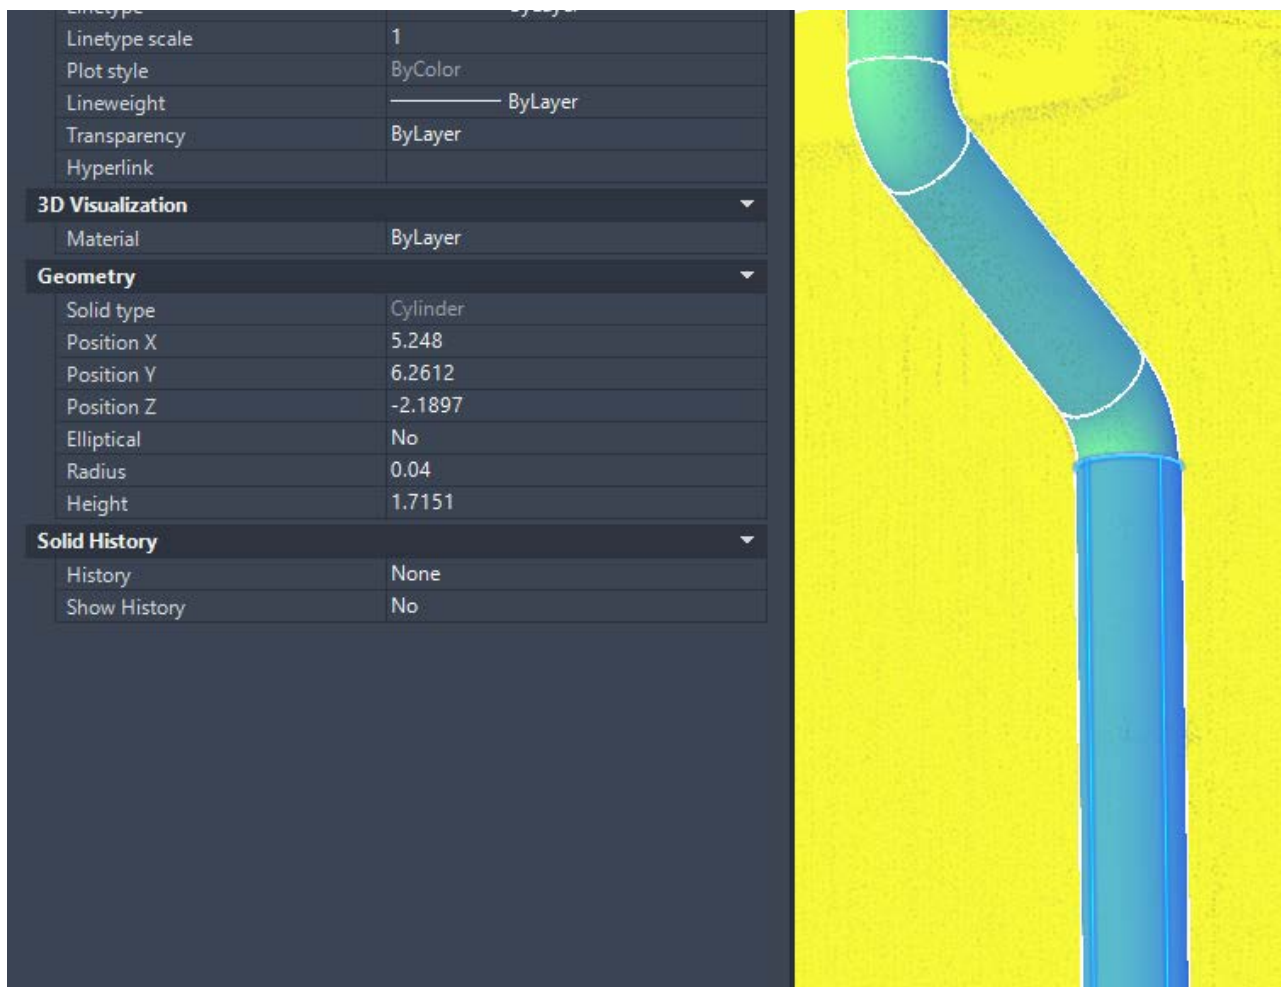 Linetype ByLayer
Linetype scale 1
Plot style ByColor
Lineweight ByLayer
Transparency ByLayer
Hyperlink
3D Visualization
Material ByLayer
Geometry
Solid type Cylinder
Position X 5.248
Position Y 6.2612
Position Z -2.1897
Elliptical No
Radius 0.04
Height 1.7151
Solid History
History None
Show History No